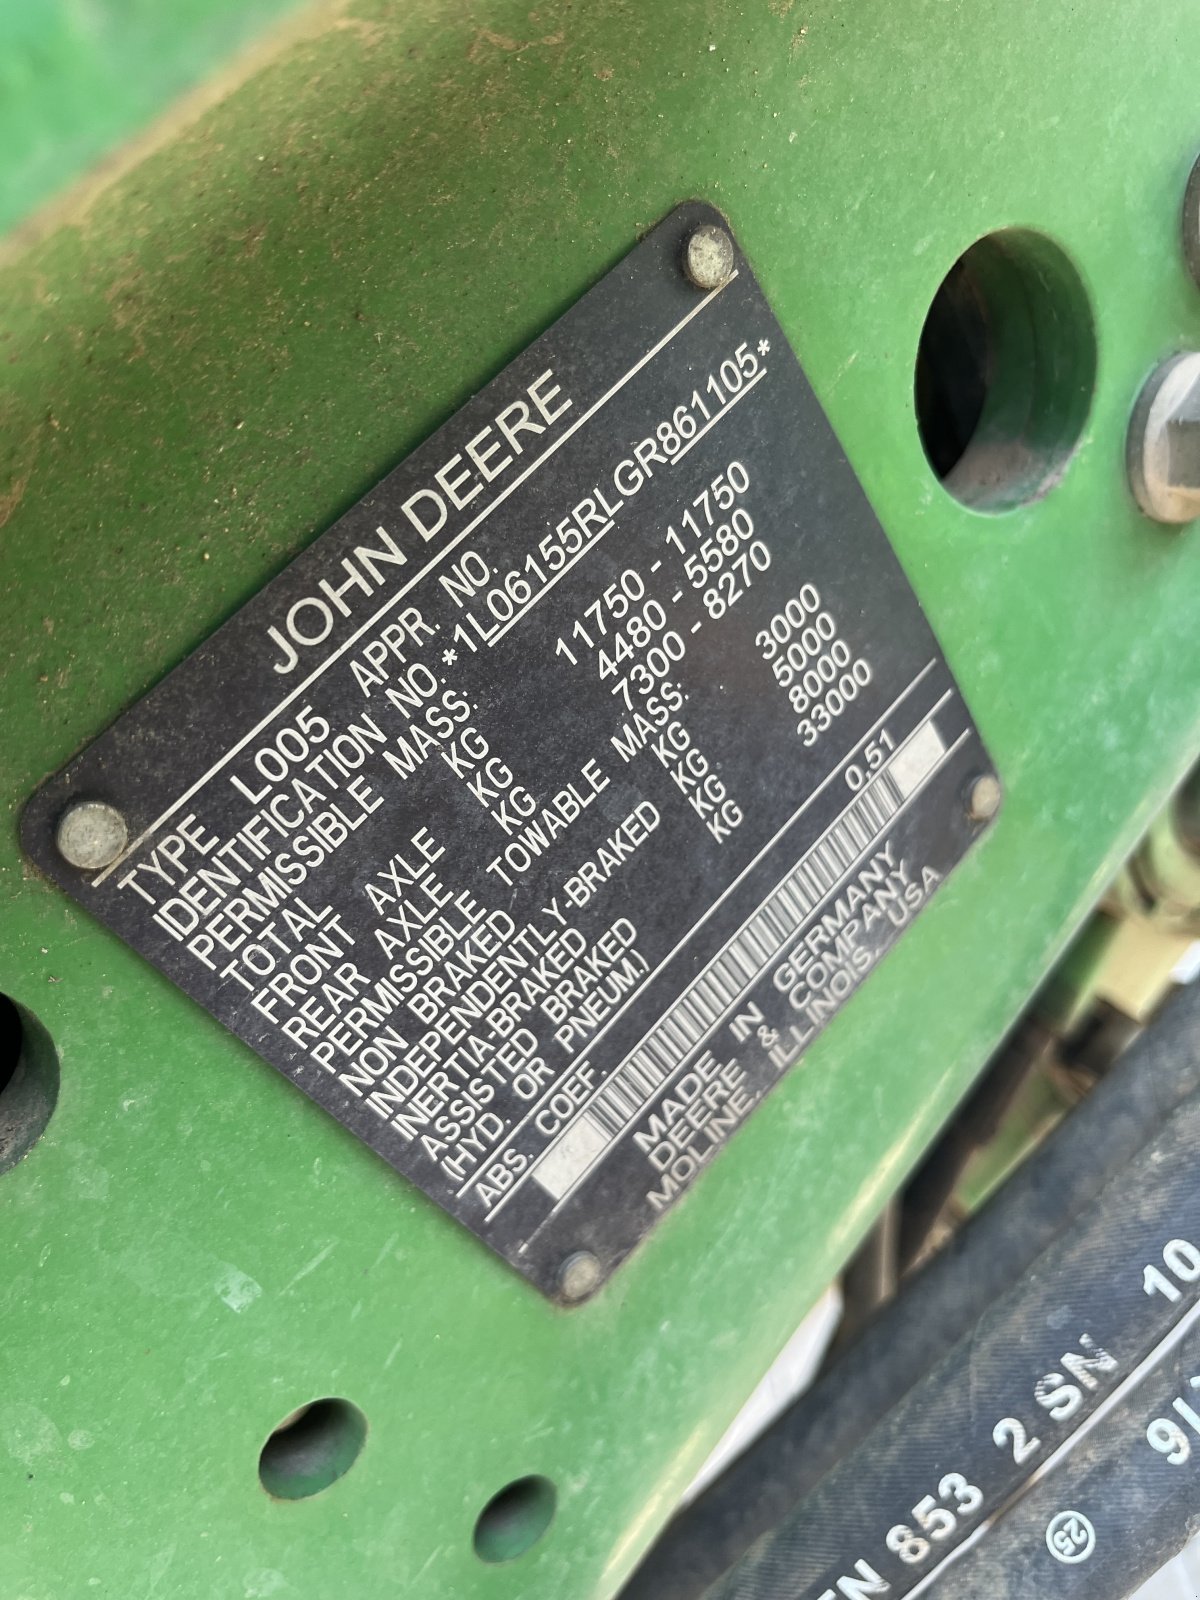 JOHN DEERE
TYPE L005 APPR. NO.
IDENTIFICATION NO.*1L06155RLGR861105*
PERMISSIBLE MASS.
TOTAL KG 11750 - 11750
FRONT AXLE KG 4480 - 5580
REAR AXLE KG 7300 - 8270
PERMISSIBLE TOWABLE MASS.
NON BRAKED KG 3000
INDEPENDENTLY-BRAKED KG 5000
INERTIA-BRAKED KG 8000
ASSISTED BRAKED KG 33000
(HYD. OR PNEUM.)
ABS. COEF. 0,51
MADE IN GERMANY
DEERE & COMPANY
MOLINE. ILLINOIS. USA
EN 853 2 SN 10
9/
25